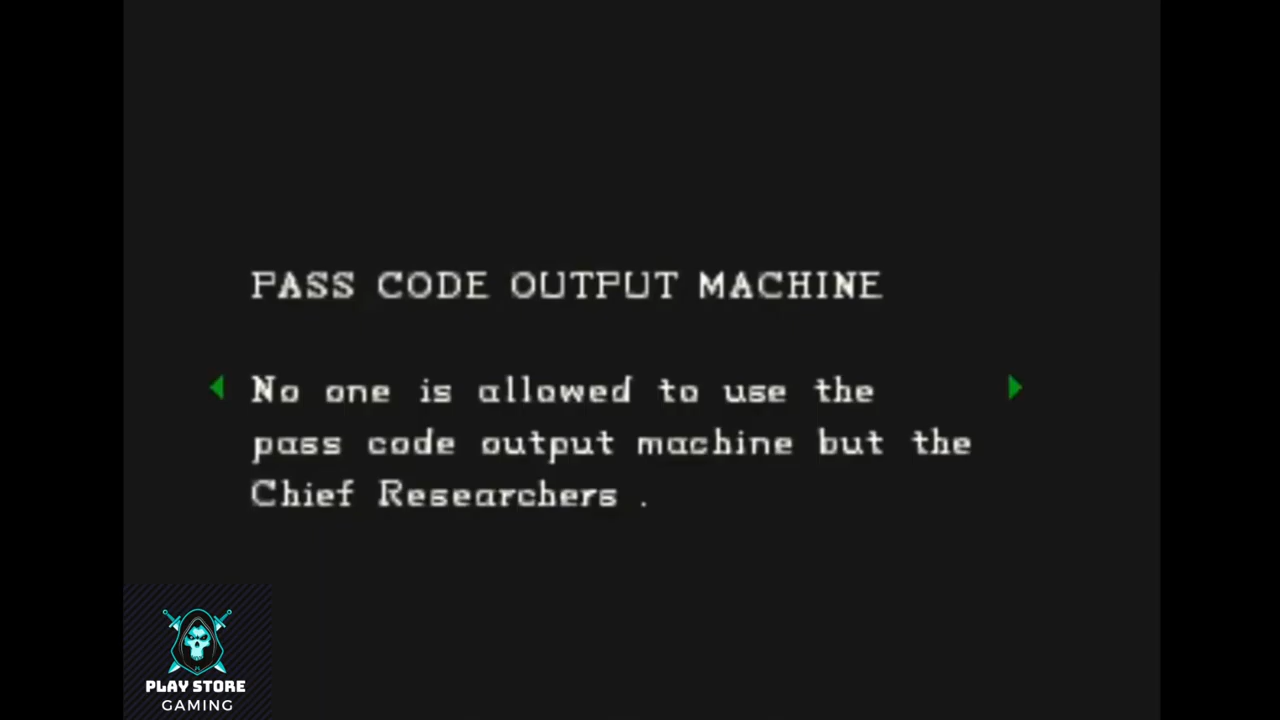 PASS CODE OUTPUT MACHINE
No one is allowed to use the
pass code output machine but the
Chief Researchers .
PLAY STORE
GAMING